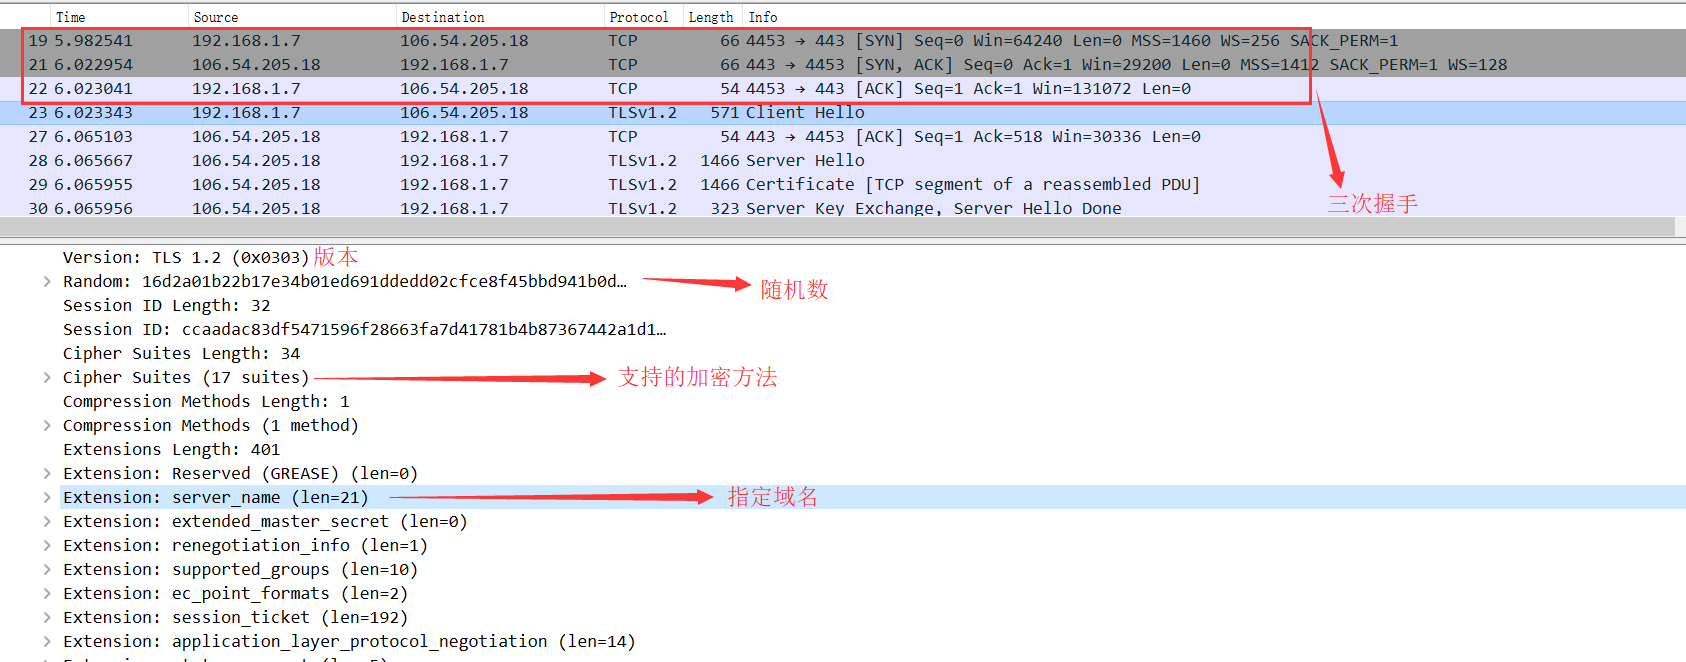 Time Source Destination Protocol Length Info
19 5.982541 192.168.1.7 106.54.205.18 TCP 66 4453 → 443 [SYN] Seq=0 Win=64240 Len=0 MSS=1460 WS=256 SACK_PERM=1
21 6.022954 106.54.205.18 192.168.1.7 TCP 66 443 → 4453 [SYN, ACK] Seq=0 Ack=1 Win=29200 Len=0 MSS=1412 SACK_PERM=1 WS=128
22 6.023041 192.168.1.7 106.54.205.18 TCP 54 4453 → 443 [ACK] Seq=1 Ack=1 Win=131072 Len=0
23 6.023343 192.168.1.7 106.54.205.18 TLSv1.2 571 Client Hello
27 6.065103 106.54.205.18 192.168.1.7 TCP 54 443 → 4453 [ACK] Seq=1 Ack=518 Win=30336 Len=0
28 6.065667 106.54.205.18 192.168.1.7 TLSv1.2 1466 Server Hello
29 6.065955 106.54.205.18 192.168.1.7 TLSv1.2 1466 Certificate [TCP segment of a reassembled PDU]
30 6.065956 106.54.205.18 192.168.1.7 TLSv1.2 323 Server Key Exchange, Server Hello Done
三次握手
Version: TLS 1.2 (0x0303) 版本
Random: 16d2a01b22b17e34b01ed691ddedd02cfce8f45bbd941b0d… 随机数
Session ID Length: 32
Session ID: ccaadac83df5471596f28663fa7d41781b4b87367442a1d1…
Cipher Suites Length: 34
Cipher Suites (17 suites) 支持的加密方法
Compression Methods Length: 1
Compression Methods (1 method)
Extensions Length: 401
Extension: Reserved (GREASE) (len=0)
Extension: server_name (len=21) 指定域名
Extension: extended_master_secret (len=0)
Extension: renegotiation_info (len=1)
Extension: supported_groups (len=10)
Extension: ec_point_formats (len=2)
Extension: session_ticket (len=192)
Extension: application_layer_protocol_negotiation (len=14)